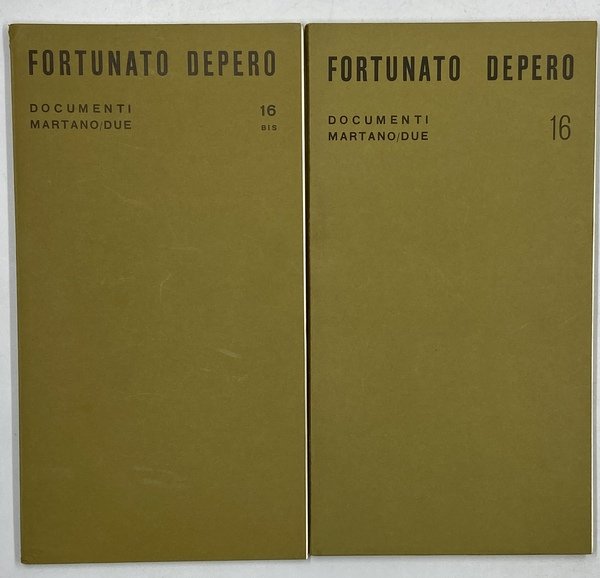 FORTUNATO DEPERO
DOCUMENTI 16
MARTANO/DUE BIS
FORTUNATO DEPERO
DOCUMENTI
MARTANO/DUE 16